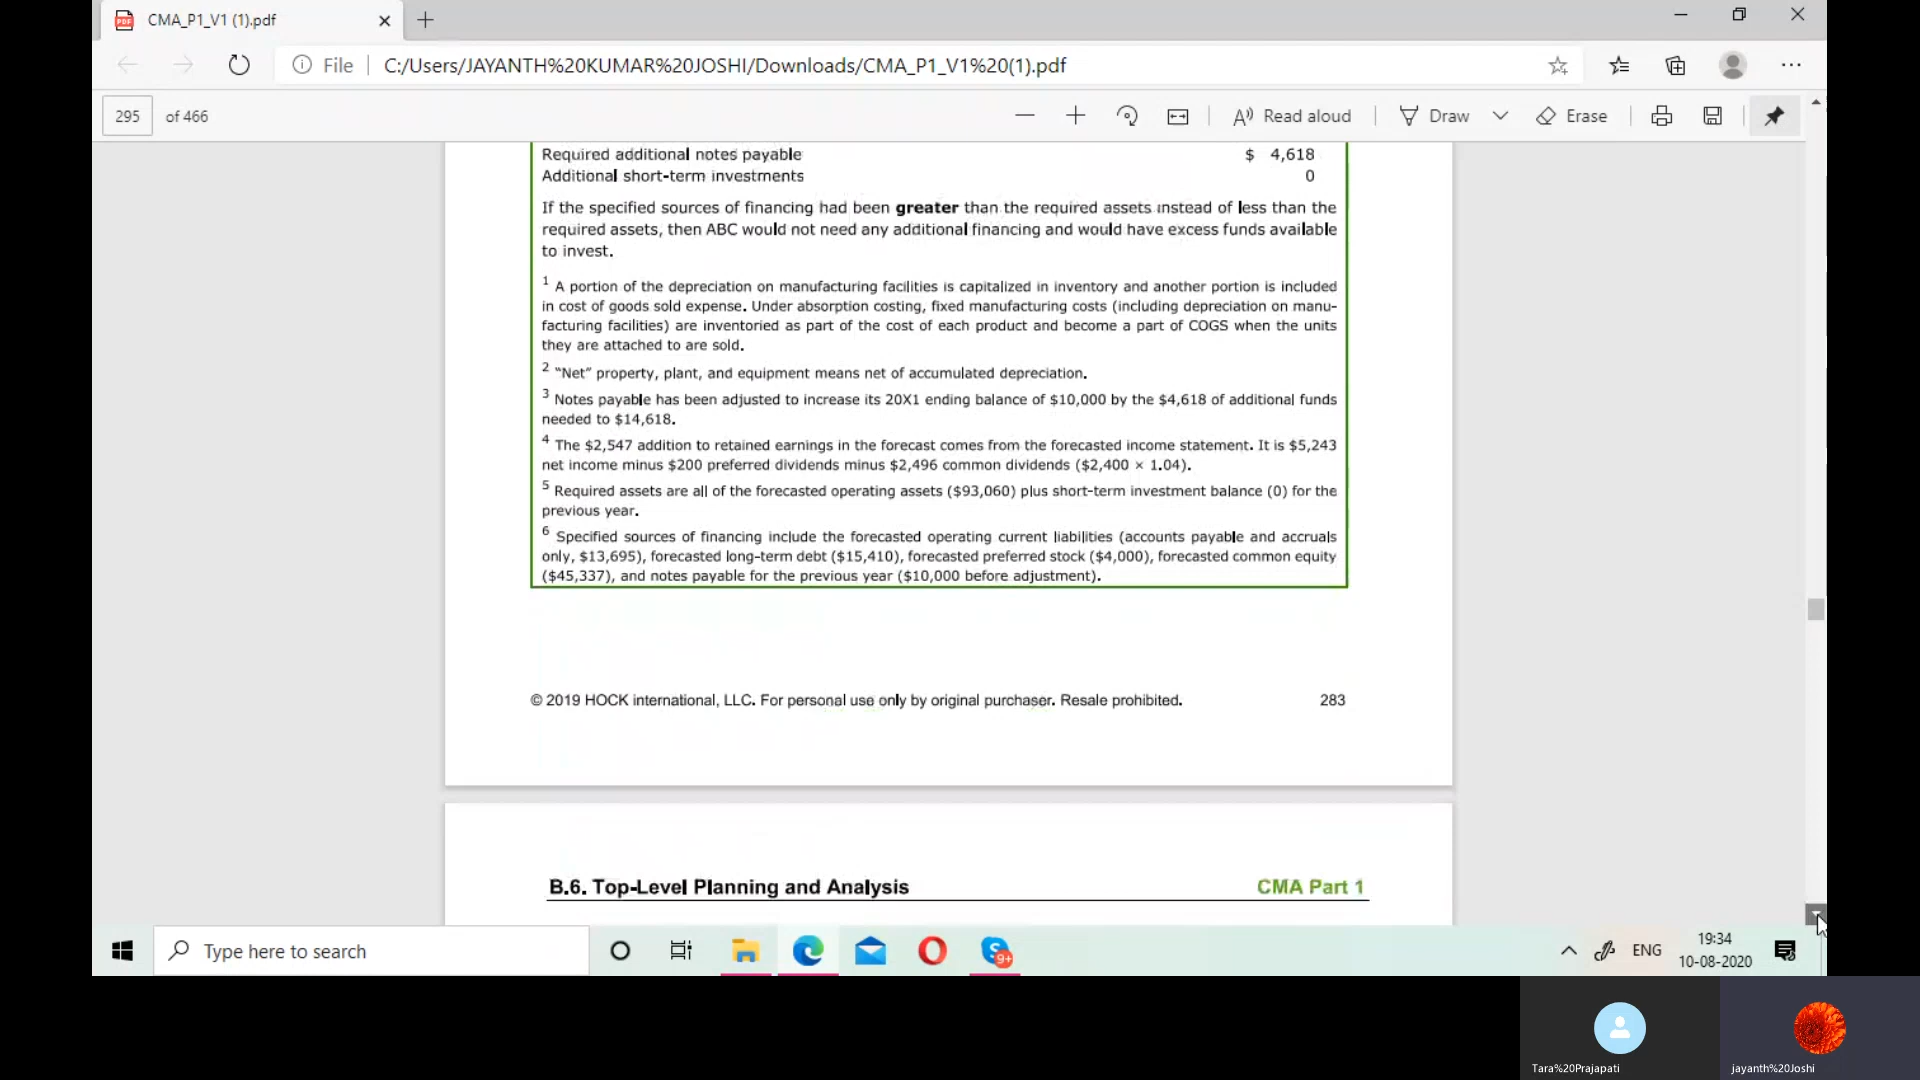 CMA_P1_V1 (1).pdf
File
C:/Users/JAYANTH%20KUMAR%20JOSHI/Downloads/CMA_P1_V1%20(1).pdf
295 of 466
Read aloud
Draw
Erase
Required additional notes payable $ 4,618
Additional short-term investments 0
If the specified sources of financing had been greater than the required assets instead of less than the
required assets, then ABC would not need any additional financing and would have excess funds available
to invest.
1 A portion of the depreciation on manufacturing facilities is capitalized in inventory and another portion is included
in cost of goods sold expense. Under absorption costing, fixed manufacturing costs (including depreciation on manu-
facturing facilities) are inventoried as part of the cost of each product and become a part of COGS when the units
they are attached to are sold.
2 "Net" property, plant, and equipment means net of accumulated depreciation.
3 Notes payable has been adjusted to increase its 20X1 ending balance of $10,000 by the $4,618 of additional funds
needed to $14,618.
4 The $2,547 addition to retained earnings in the forecast comes from the forecasted income statement. It is $5,243
net income minus $200 preferred dividends minus $2,496 common dividends ($2,400 × 1.04).
5 Required assets are all of the forecasted operating assets ($93,060) plus short-term investment balance (0) for the
previous year.
6 Specified sources of financing include the forecasted operating current liabilities (accounts payable and accruals
only, $13,695), forecasted long-term debt ($15,410), forecasted preferred stock ($4,000), forecasted common equity
($45,337), and notes payable for the previous year ($10,000 before adjustment).
© 2019 HOCK international, LLC. For personal use only by original purchaser. Resale prohibited. 283
B.6. Top-Level Planning and Analysis CMA Part 1
Type here to search
9+
ENG
19:34
10-08-2020
Tara%20Prajapati
jayanth%20Joshi